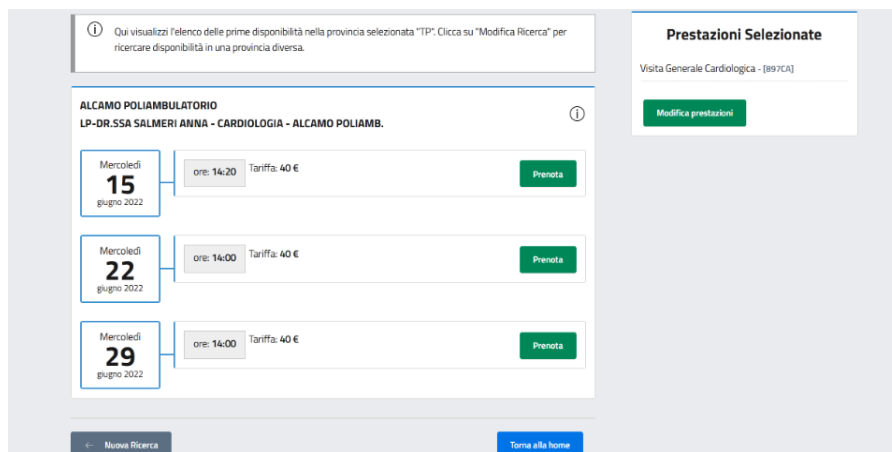 Qui visualizzi l'elenco delle prime disponibilità nella provincia selezionata "TP". Clicca su "Modifica Ricerca" per
ricercare disponibilità in una provincia diversa.
Prestazioni Selezionate
Visita Generale Cardiologica - [897CA]
Modifica prestazioni
ALCAMO POLIAMBULATORIO
LP-DR.SSA SALMERI ANNA - CARDIOLOGIA - ALCAMO POLIAMB.
Mercoledì
15
giugno 2022
ore: 14:20 Tariffa: 40 €
Prenota
Mercoledì
22
giugno 2022
ore: 14:00 Tariffa: 40 €
Prenota
Mercoledì
29
giugno 2022
ore: 14:00 Tariffa: 40 €
Prenota
← Nuova Ricerca
Torna alla home